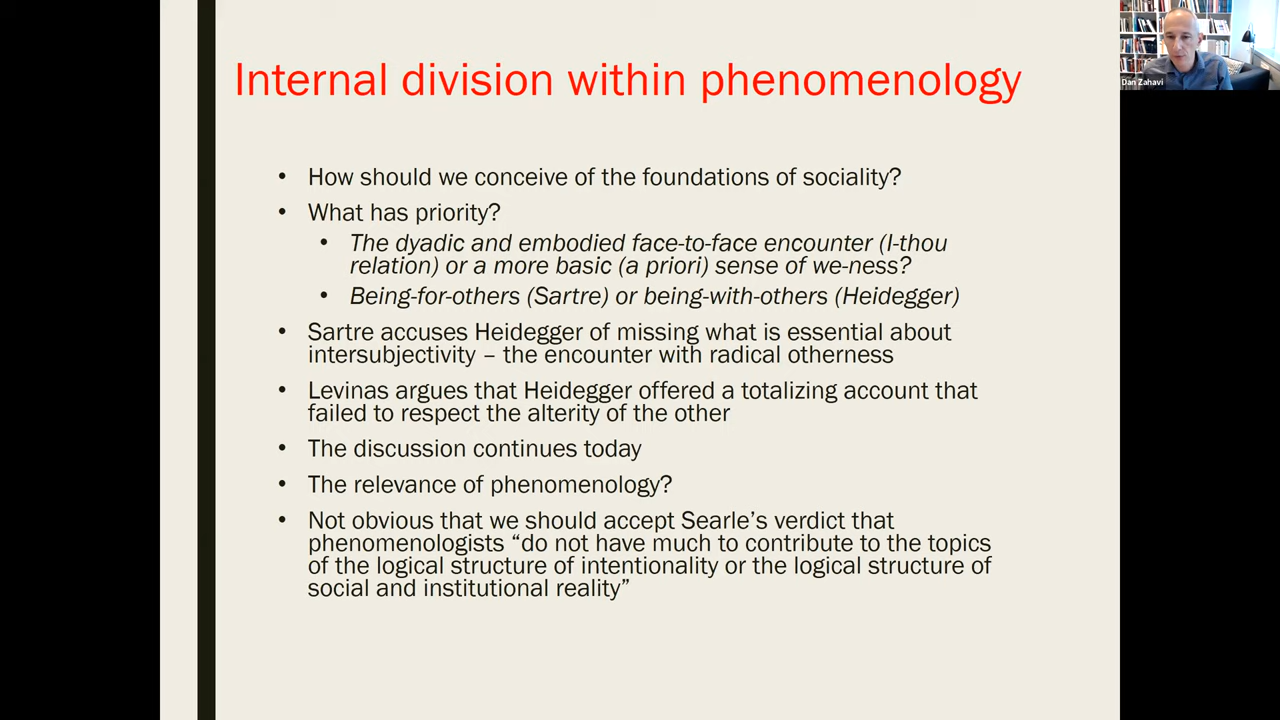 Internal division within phenomenology
Dan Zahavi
• How should we conceive of the foundations of sociality?
• What has priority?
• The dyadic and embodied face-to-face encounter (I-thou
relation) or a more basic (a priori) sense of we-ness?
• Being-for-others (Sartre) or being-with-others (Heidegger)
• Sartre accuses Heidegger of missing what is essential about
intersubjectivity – the encounter with radical otherness
• Levinas argues that Heidegger offered a totalizing account that
failed to respect the alterity of the other
• The discussion continues today
• The relevance of phenomenology?
• Not obvious that we should accept Searle’s verdict that
phenomenologists “do not have much to contribute to the topics
of the logical structure of intentionality or the logical structure of
social and institutional reality”